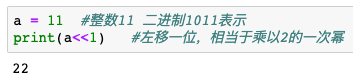 a = 11  #整数11 二进制1011表示
print(a<<1)   #左移一位，相当于乘以2的一次幂
22